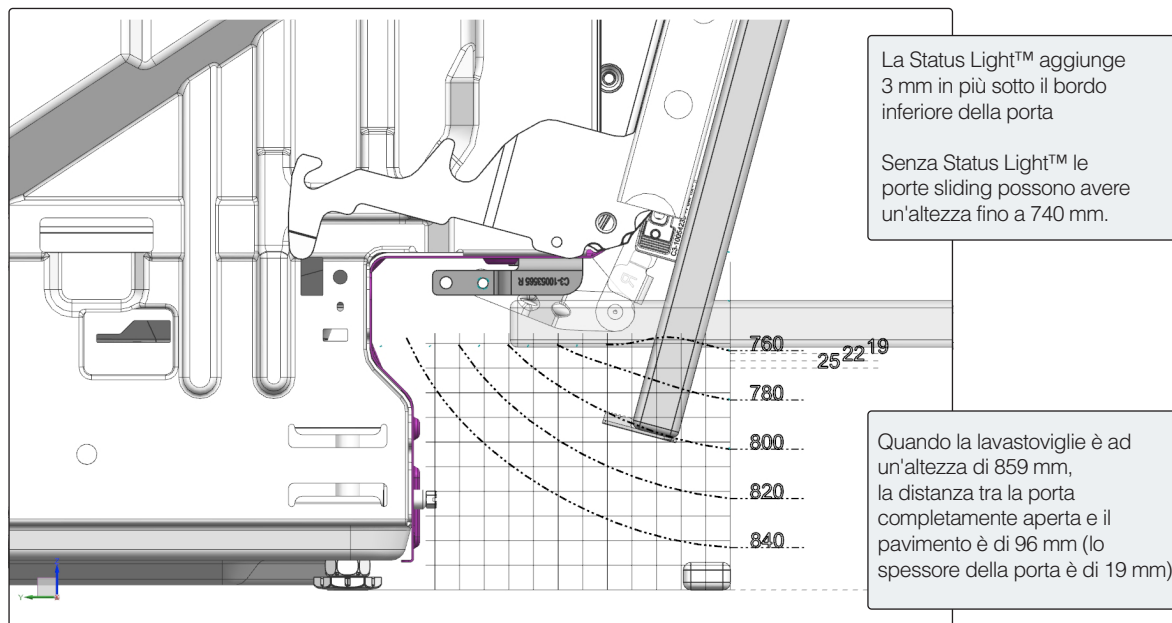 La Status Light™ aggiunge
3 mm in più sotto il bordo
inferiore della porta
Senza Status Light™ le
porte sliding possono avere
un'altezza fino a 740 mm.
C3-10053565 R
R
760
19
22
25
780
800
820
840
Quando la lavastoviglie è ad
un'altezza di 859 mm,
la distanza tra la porta
completamente aperta e il
pavimento è di 96 mm (lo
spessore della porta è di 19 mm)
Y